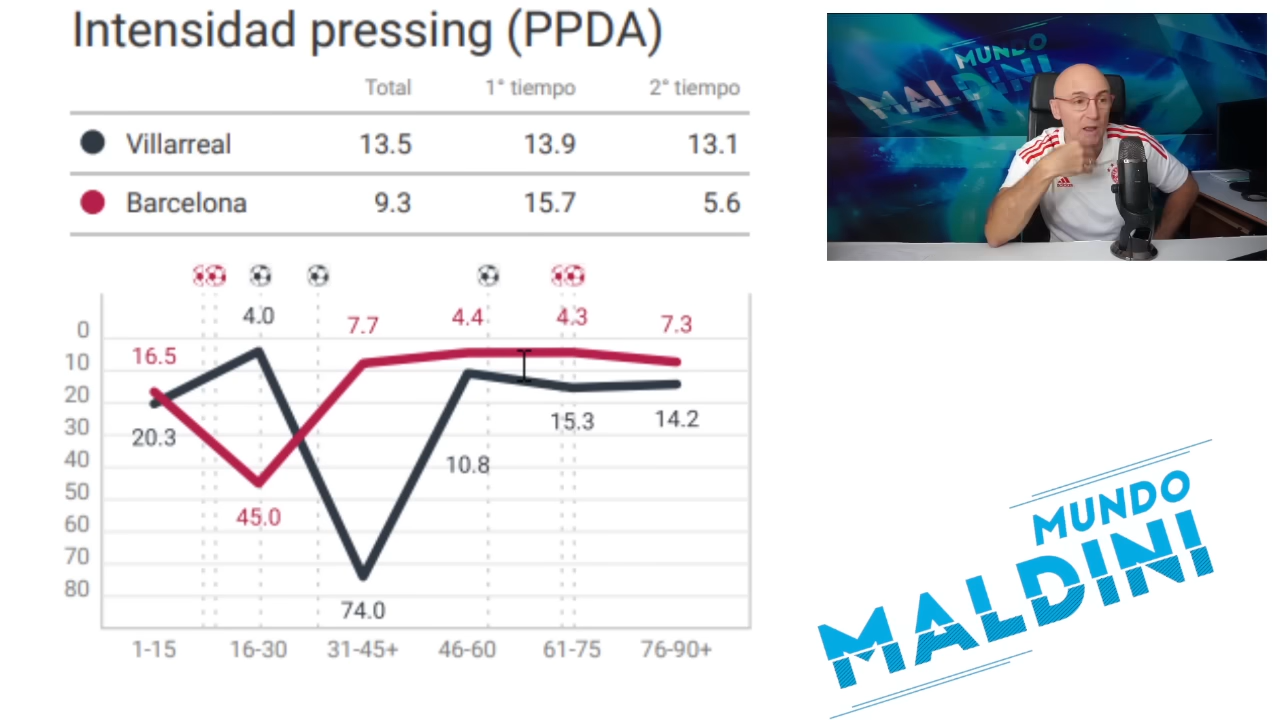 Intensidad pressing (PPDA)
Total 1° tiempo 2° tiempo
Villarreal 13.5 13.9 13.1
Barcelona 9.3 15.7 5.6
4.0 7.7 4.4 4.3 7.3
16.5
20.3 45.0 74.0 10.8 15.3 14.2
0
10
20
30
40
50
60
70
80
1-15 16-30 31-45+ 46-60 61-75 76-90+
MUNDO
MALDINI
MUNDO
MALDINI